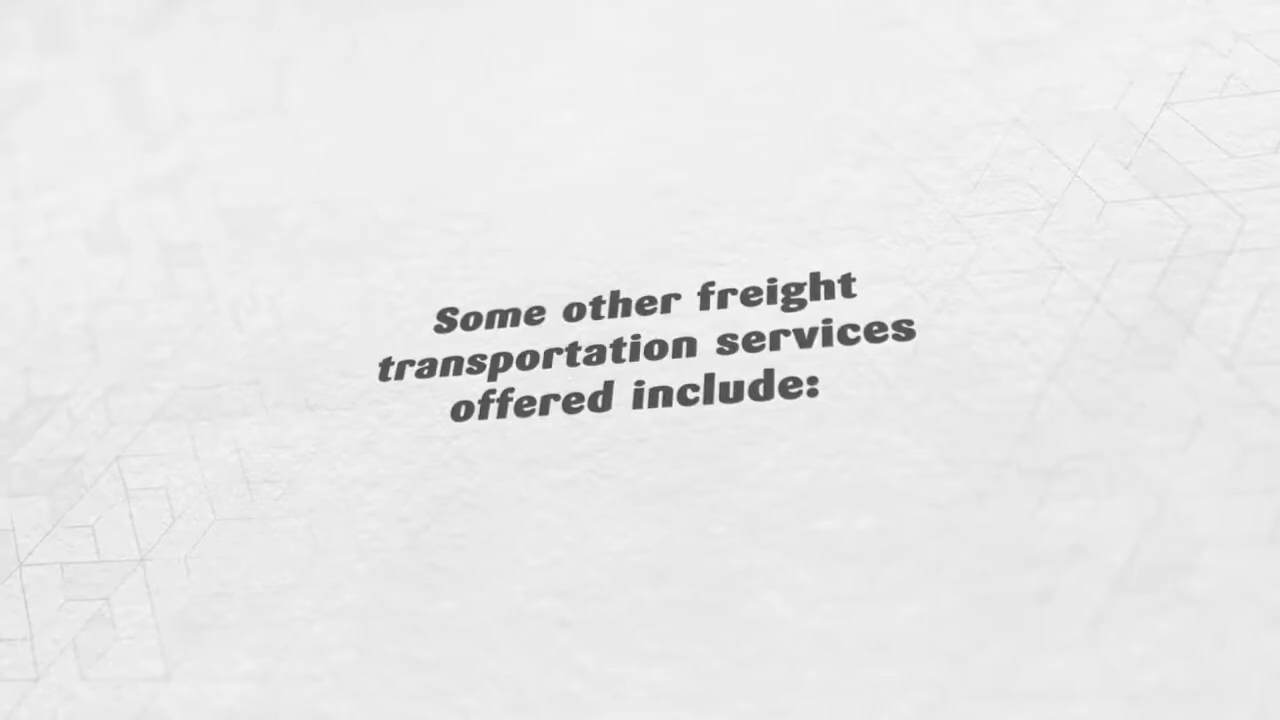 Some other freight
transportation services
offered include: